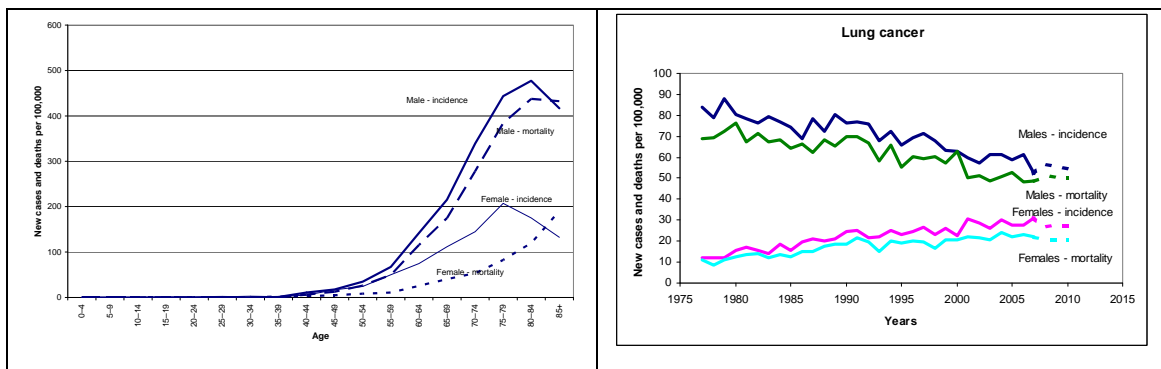 New cases and deaths per 100,000
600
500
400
300
200
100
0
Male - incidence
Male - mortality
Female - incidence
Female - mortality
0–4
5–9
10–14
15–19
20–24
25–29
30–34
35–39
40–44
45–49
50–54
55–59
60–64
65–69
70–74
75–79
80–84
85+
Age
Lung cancer
New cases and deaths per 100,000
100
90
80
70
60
50
40
30
20
10
0
Males - incidence
Males - mortality
Females - incidence
Females - mortality
1975 1980 1985 1990 1995 2000 2005 2010 2015
Years